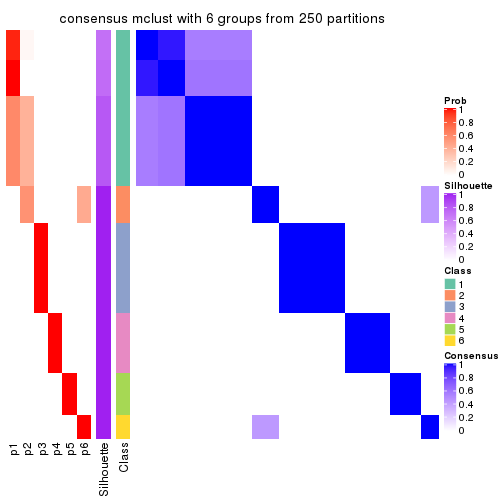 consensus mclust with 6 groups from 250 partitions
Prob
1
0.8
0.6
0.4
0.2
0
Silhouette
1
0.8
0.6
0.4
0.2
0
Class
1
2
3
4
5
6
Consensus
1
0.8
0.6
0.4
0.2
0
p1
p2
p3
p4
p5
p6
Silhouette
Class